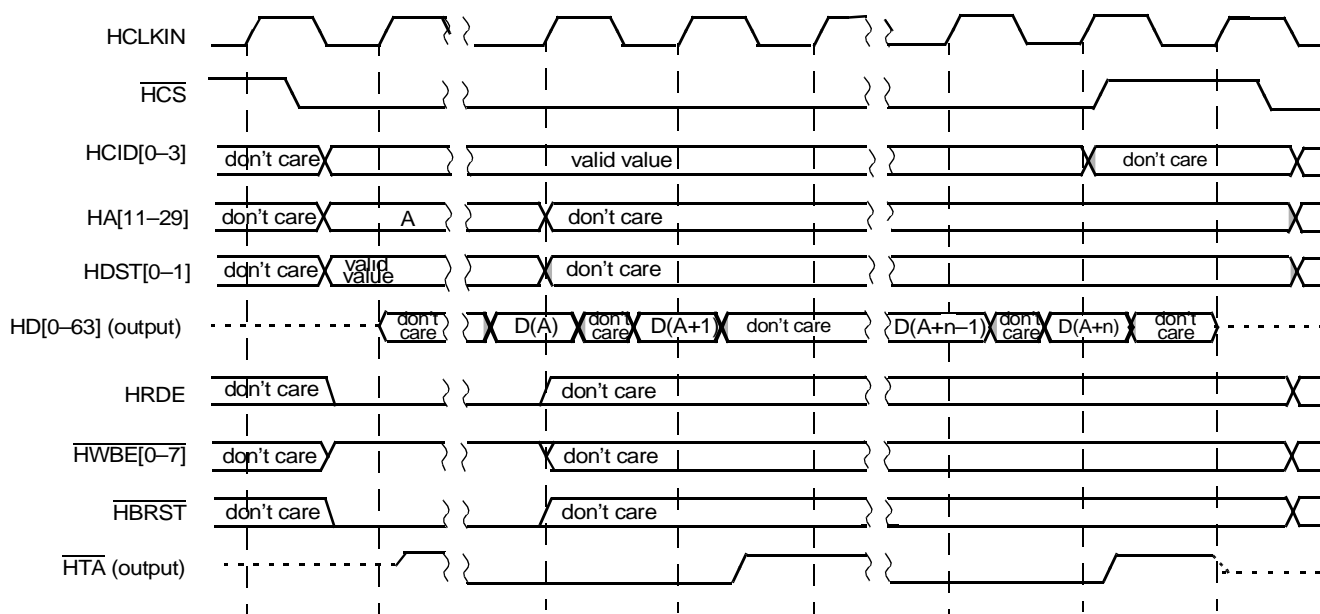 HCLKIN
HCS
HCID[0–3] don't care valid value don't care
HA[11–29] don't care A don't care
HDST[0–1] don't care valid value don't care
HD[0–63] (output) don't care D(A) don't care D(A+1) don't care D(A+n–1) don't care D(A+n) don't care
HRDE don't care don't care
HWBE[0–7] don't care don't care
HBRST don't care don't care
HTA (output)